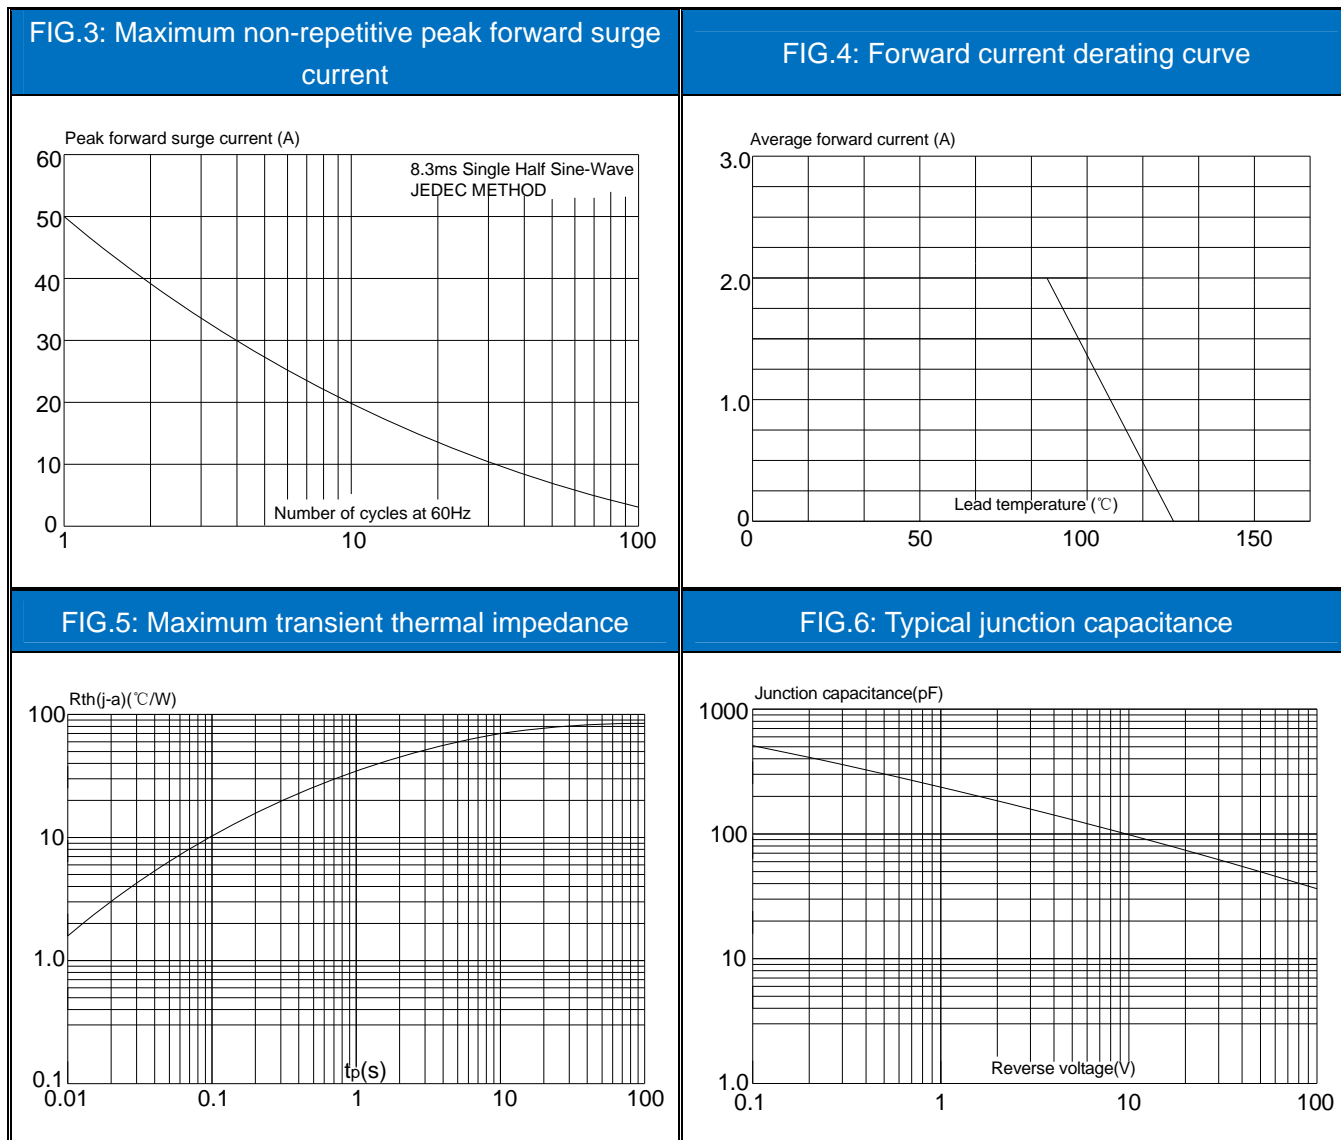 FIG.3: Maximum non-repetitive peak forward surge
current
FIG.4: Forward current derating curve
Peak forward surge current (A)
8.3ms Single Half Sine-Wave
JEDEC METHOD
60
50
40
30
20
10
0
Number of cycles at 60Hz
1
10
100
Average forward current (A)
3.0
2.0
1.0
0
Lead temperature (℃)
0
50
100
150
FIG.5: Maximum transient thermal impedance
FIG.6: Typical junction capacitance
Rth(j-a)(℃/W)
100
10
1.0
0.1
tp(s)
0.01
0.1
1
10
100
Junction capacitance(pF)
1000
100
10
1.0
Reverse voltage(V)
0.1
1
10
100